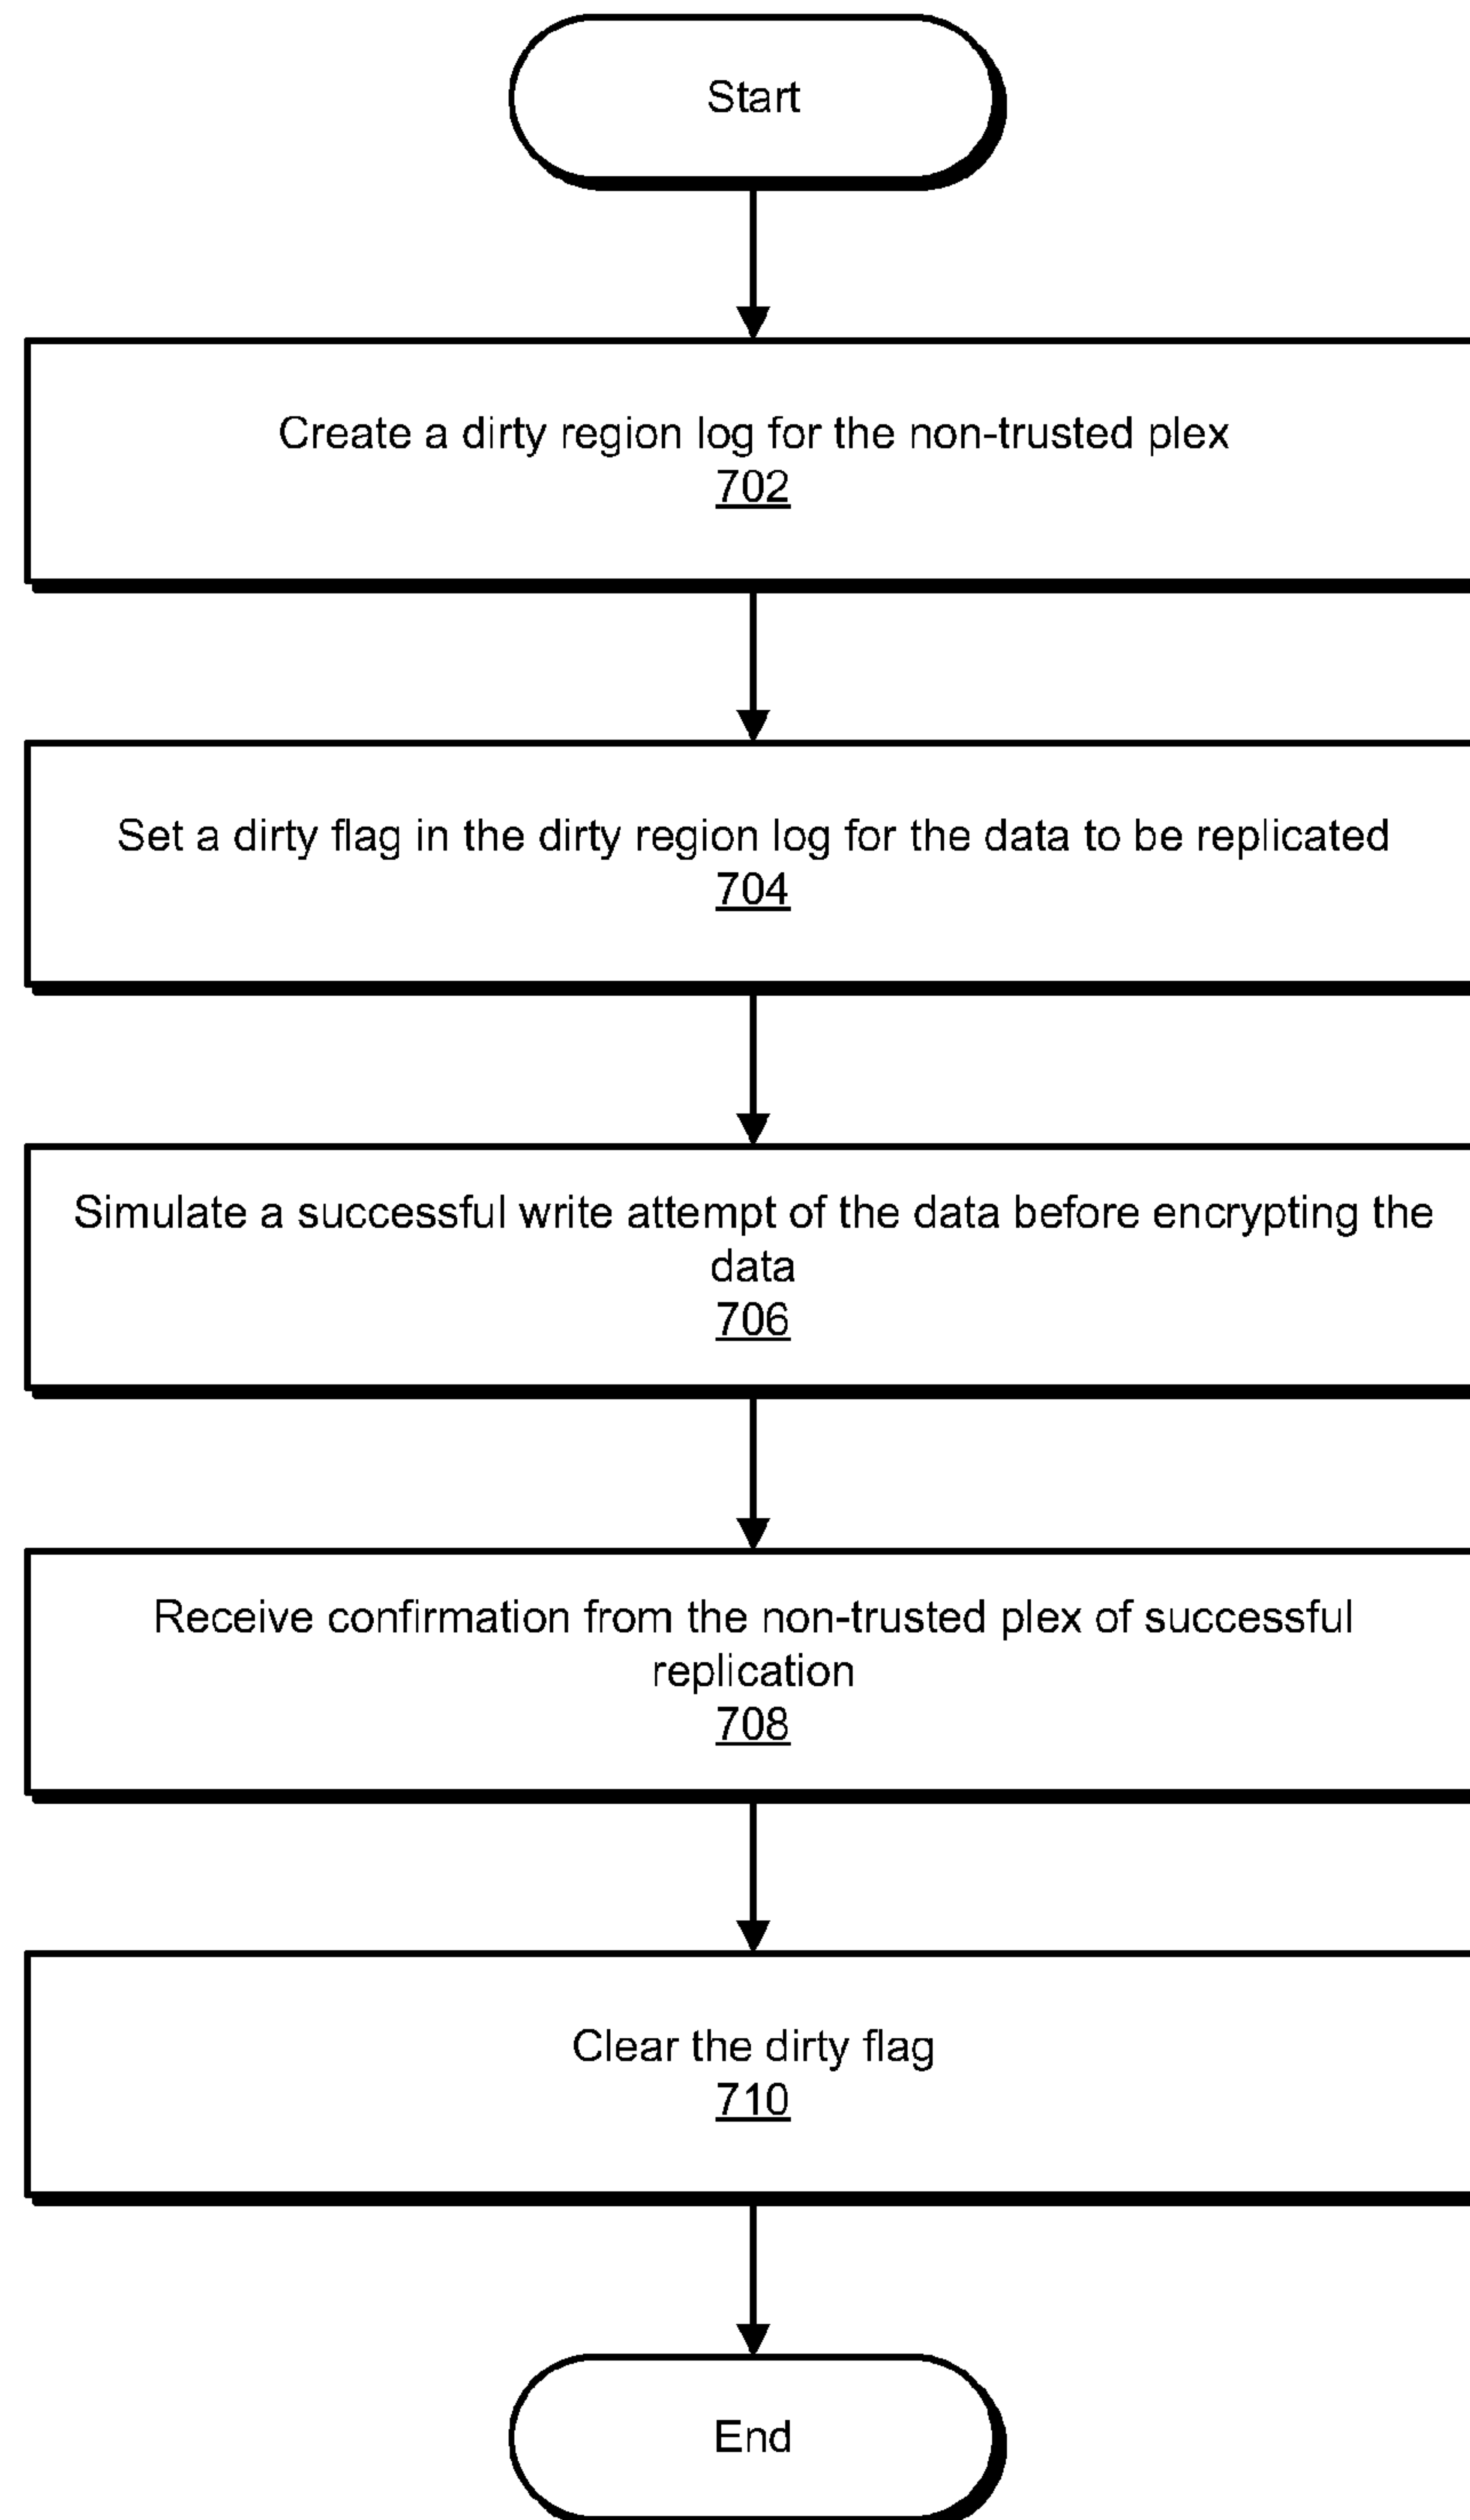 Start
Create a dirty region log for the non-trusted plex
702
Set a dirty flag in the dirty region log for the data to be replicated
704
Simulate a successful write attempt of the data before encrypting the
data
706
Receive confirmation from the non-trusted plex of successful
replication
708
Clear the dirty flag
710
End